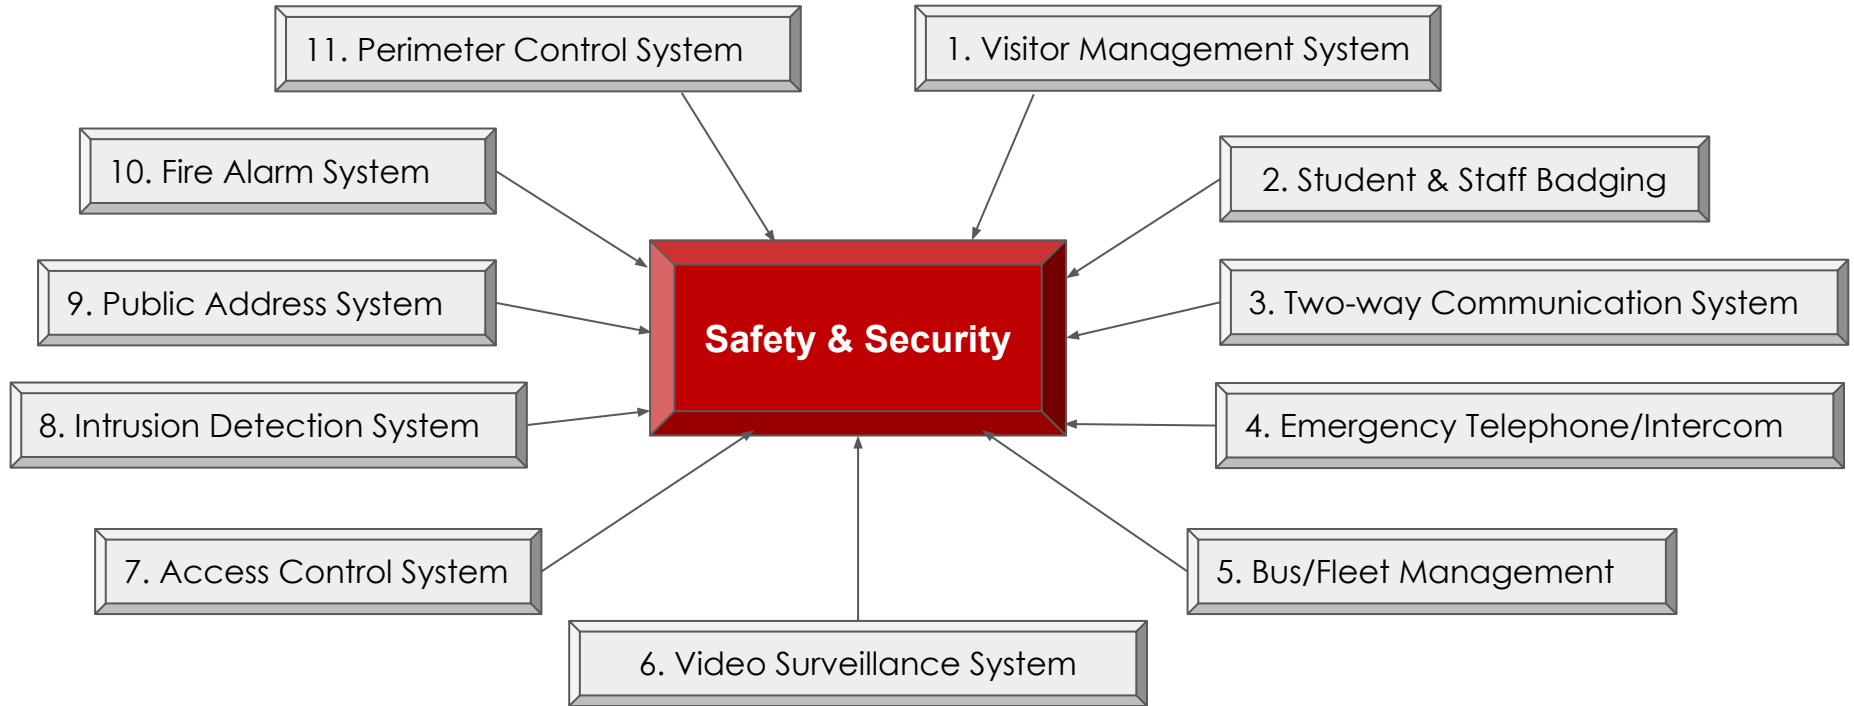 11. Perimeter Control System
1. Visitor Management System
10. Fire Alarm System
2. Student & Staff Badging
9. Public Address System
3. Two-way Communication System
Safety & Security
8. Intrusion Detection System
4. Emergency Telephone/Intercom
7. Access Control System
5. Bus/Fleet Management
6. Video Surveillance System